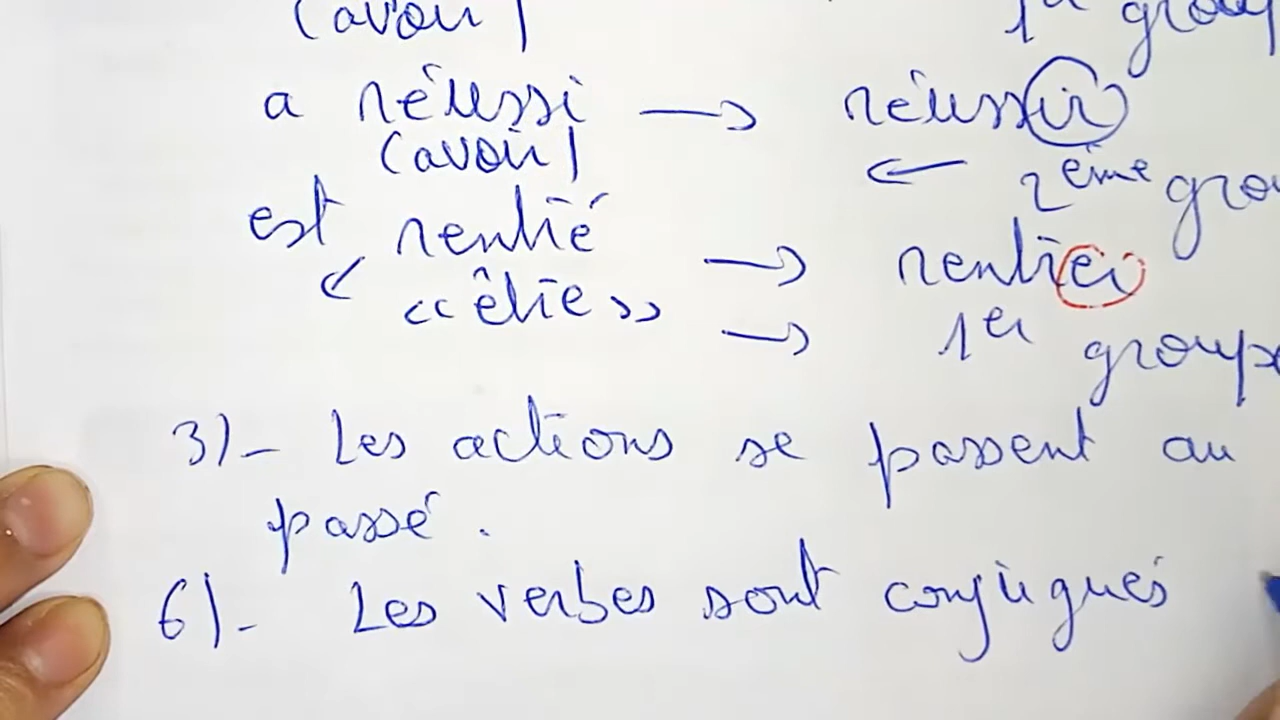 (avoir) 1er group
a réussi → réussir
(avoir) ← 2ème grou
est rentré → rentrer
« être » → 1er groupe
3)- Les actions se passent au
passé.
6)- Les verbes sont conjugués